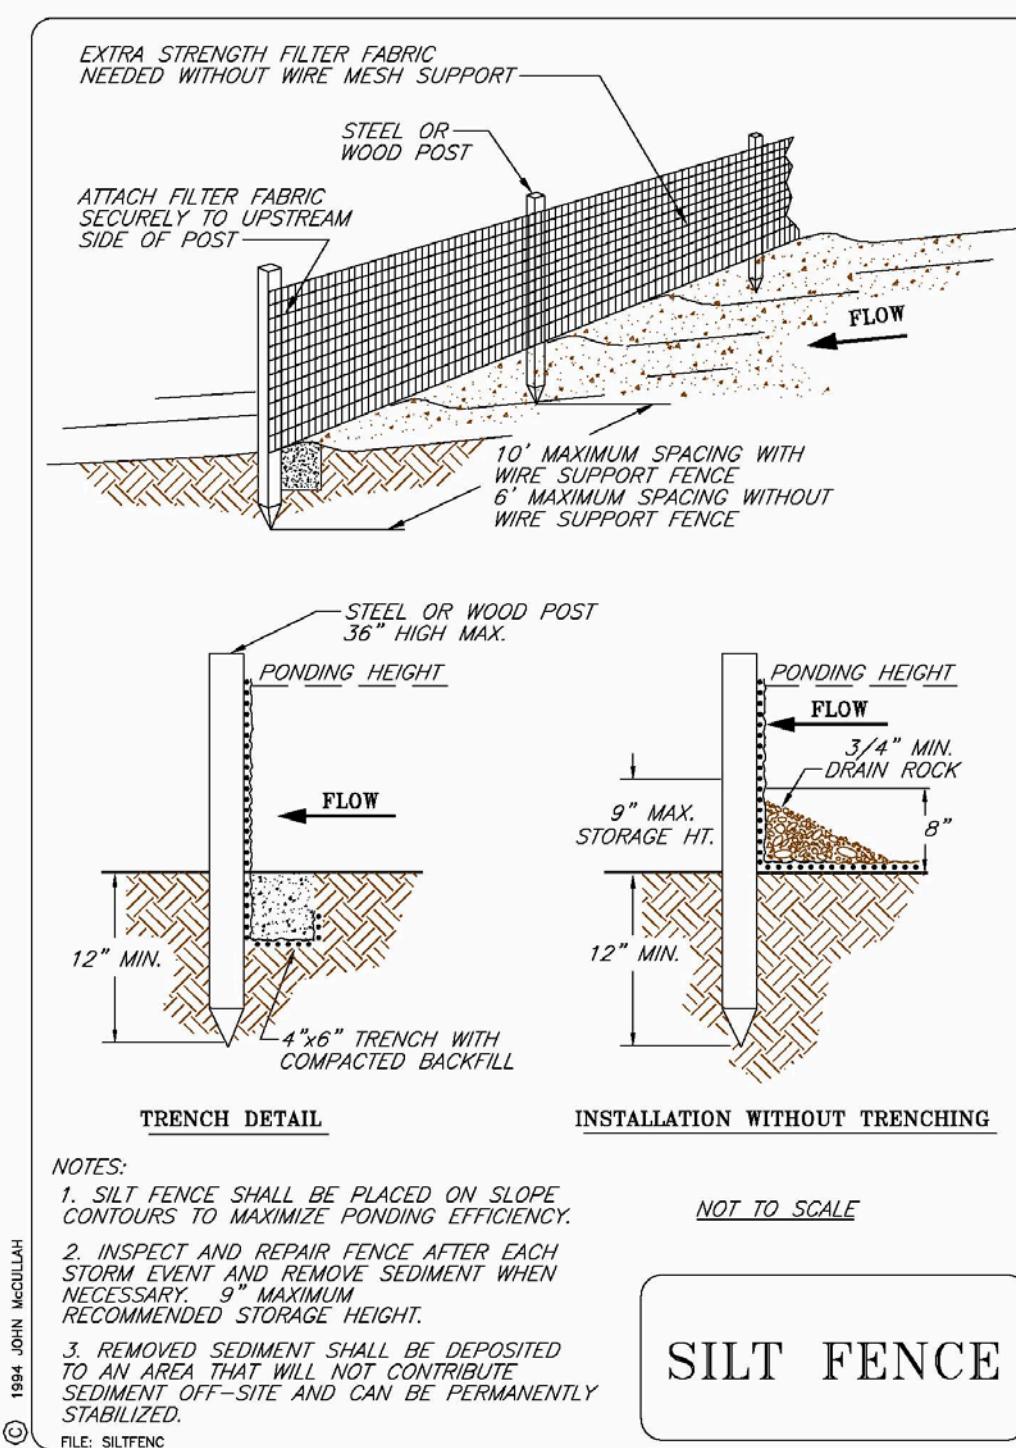 EXTRA STRENGTH FILTER FABRIC
NEEDED WITHOUT WIRE MESH SUPPORT
STEEL OR
WOOD POST
ATTACH FILTER FABRIC
SECURELY TO UPSTREAM
SIDE OF POST
FLOW
10' MAXIMUM SPACING WITH
WIRE SUPPORT FENCE
6' MAXIMUM SPACING WITHOUT
WIRE SUPPORT FENCE
STEEL OR WOOD POST
36" HIGH MAX.
PONDING HEIGHT
FLOW
12" MIN.
4"x6" TRENCH WITH
COMPACTED BACKFILL
TRENCH DETAIL
PONDING HEIGHT
FLOW
3/4" MIN.
DRAIN ROCK
9" MAX.
STORAGE HT.
8"
12" MIN.
INSTALLATION WITHOUT TRENCHING
NOTES:
1. SILT FENCE SHALL BE PLACED ON SLOPE
CONTOURS TO MAXIMIZE PONDING EFFICIENCY.
2. INSPECT AND REPAIR FENCE AFTER EACH
STORM EVENT AND REMOVE SEDIMENT WHEN
NECESSARY. 9" MAXIMUM
RECOMMENDED STORAGE HEIGHT.
3. REMOVED SEDIMENT SHALL BE DEPOSITED
TO AN AREA THAT WILL NOT CONTRIBUTE
SEDIMENT OFF-SITE AND CAN BE PERMANENTLY
STABILIZED.
FILE: SILTFENC
NOT TO SCALE
SILT FENCE
© 1994 JOHN McCULLAH